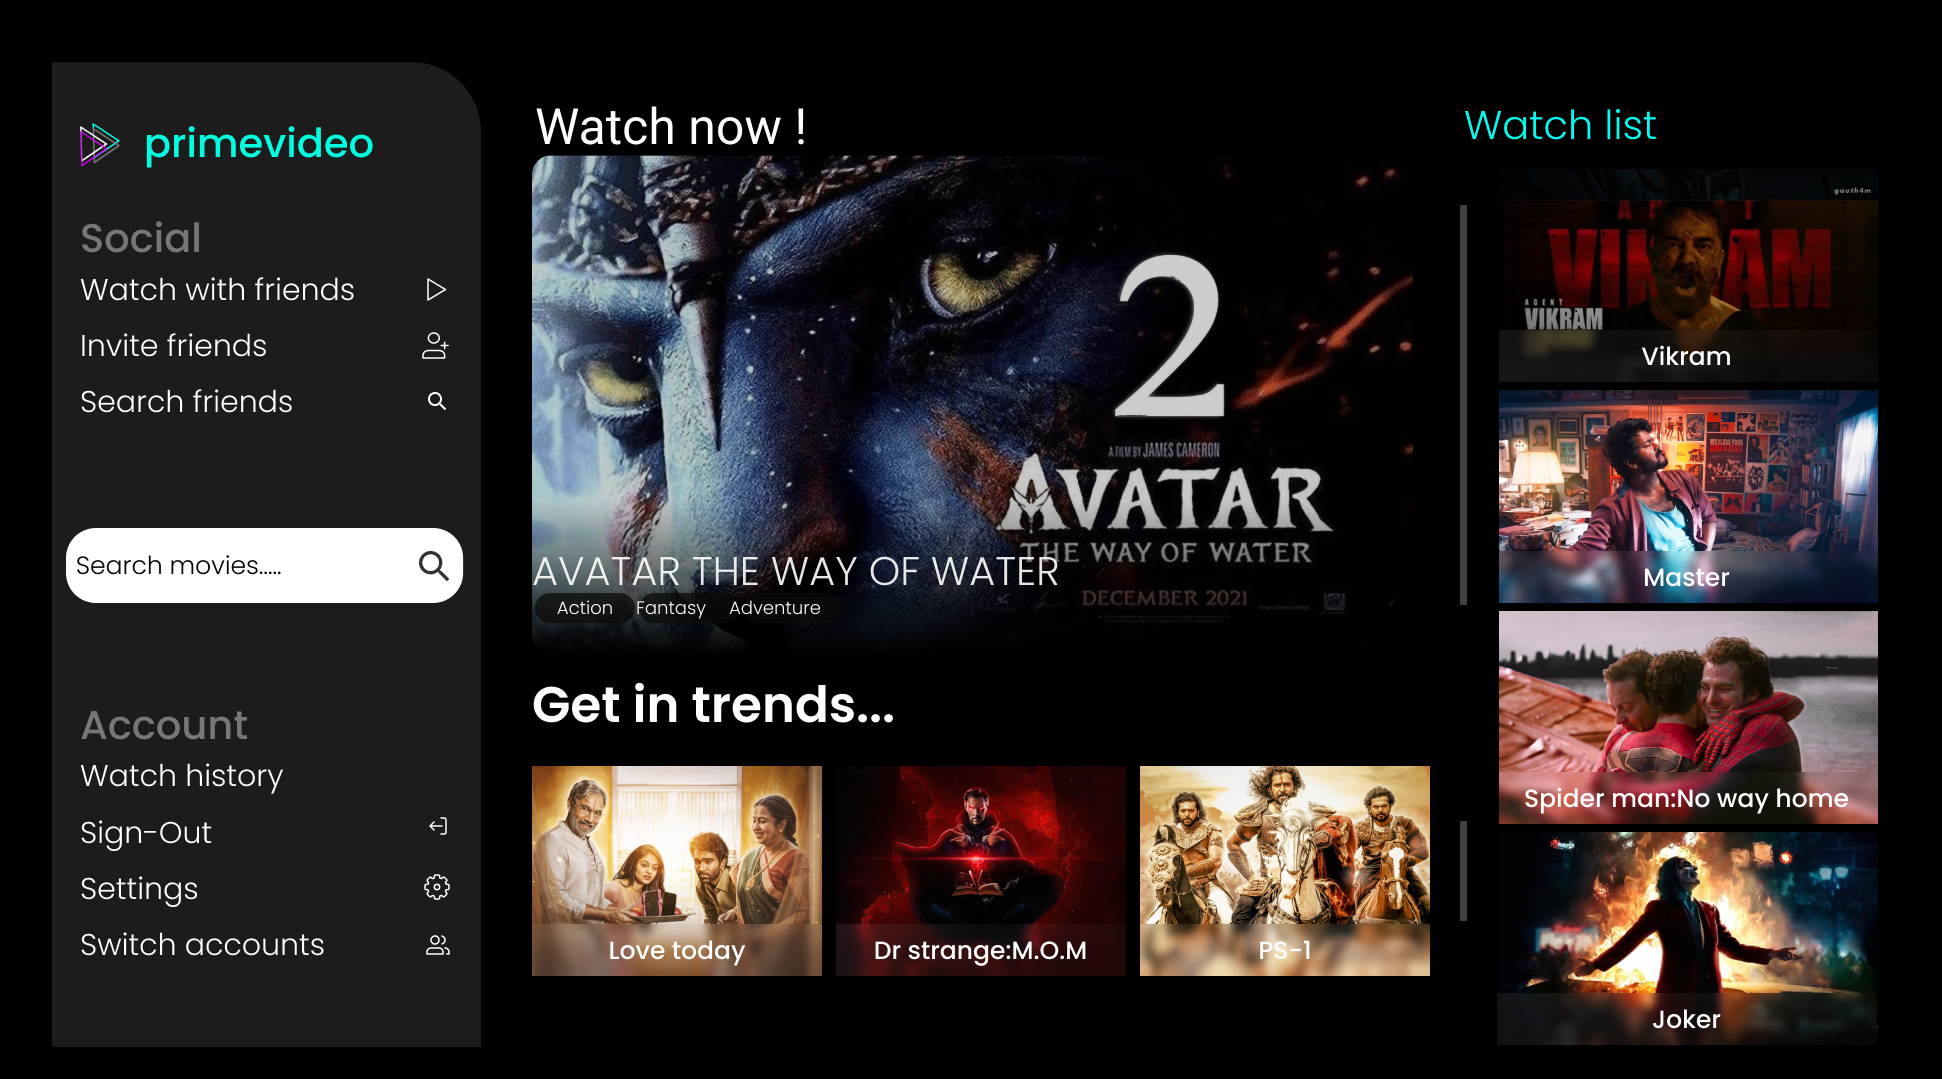 primevideo
Social
Watch with friends
Invite friends
Search friends
Search movies.....
Account
Watch history
Sign-Out
Settings
Switch accounts
Watch now !
2
A FILM BY JAMES CAMERON
AVATAR
THE WAY OF WATER
AVATAR THE WAY OF WATER
Action Fantasy Adventure
DECEMBER 2021
Get in trends...
Love today
Dr strange:M.O.M
PS-1
Watch list
gauth4m
VIKRAM
AGENT
VIKRAM
Vikram
Master
Spider man:No way home
Joker